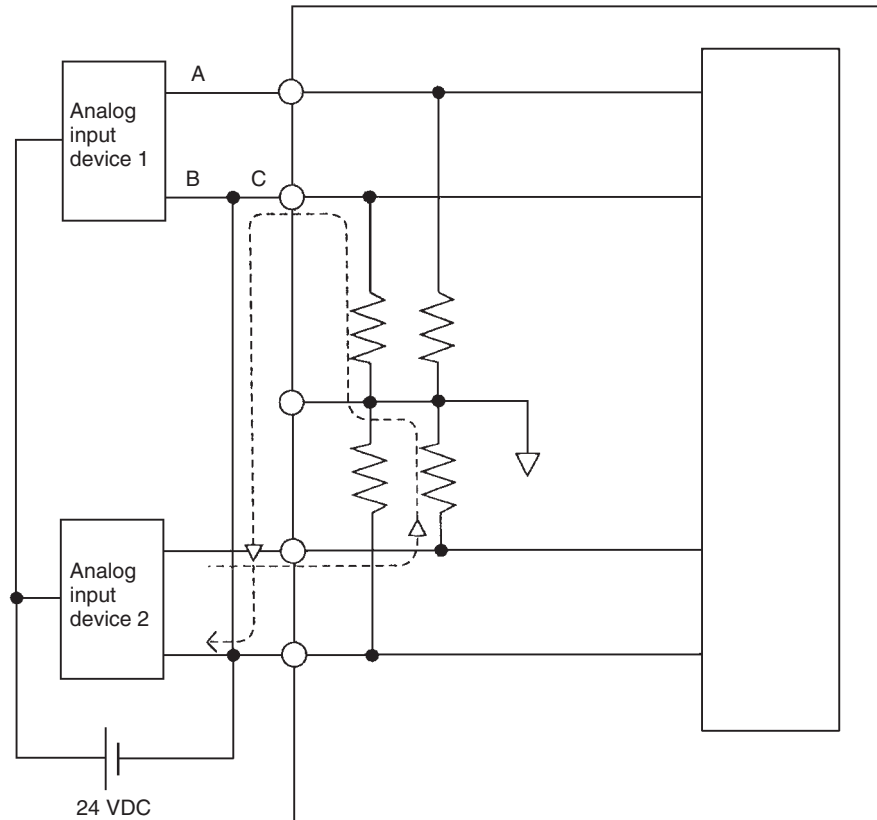 A
Analog
input
device 1
B C
Analog
input
device 2
24 VDC